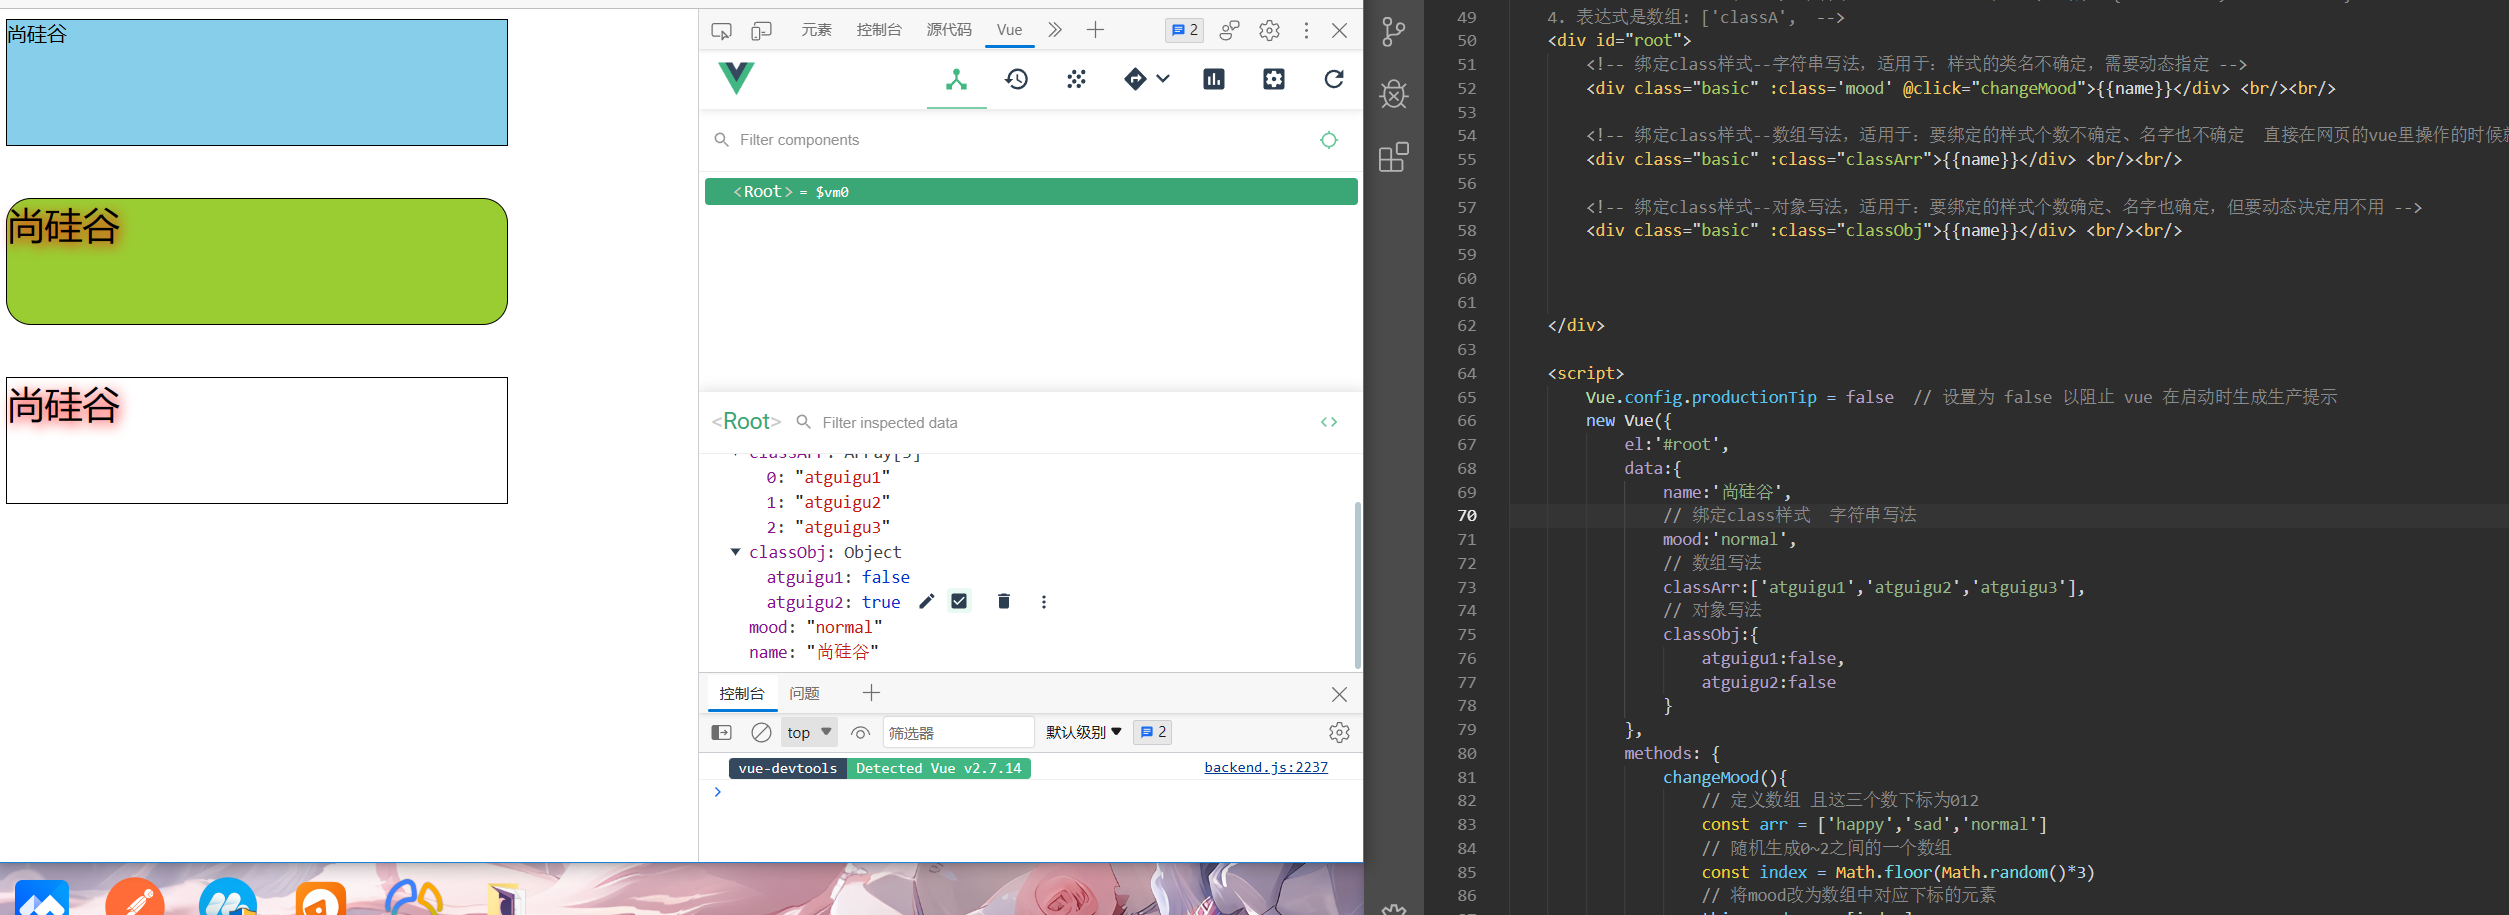 尚硅谷
尚硅谷
尚硅谷
元素 控制台 源代码 Vue 2
Filter components
<Root> = $vm0
<Root> Filter inspected data
classArr: Array[3]
0: "atguigu1"
1: "atguigu2"
2: "atguigu3"
classObj: Object
atguigu1: false
atguigu2: true
mood: "normal"
name: "尚硅谷"
控制台 问题
top 筛选器 默认级别 2
vue-devtools Detected Vue v2.7.14 backend.js:2237
49 4. 表达式是数组: ['classA', -->
50 <div id="root">
51 <!-- 绑定class样式--字符串写法，适用于: 样式的类名不确定，需要动态指定 -->
52 <div class="basic" :class='mood' @click="changeMood">{{name}}</div> <br/><br/>
53
54 <!-- 绑定class样式--数组写法，适用于: 要绑定的样式个数不确定、名字也不确定 直接在网页的vue里操作的时候
55 <div class="basic" :class="classArr">{{name}}</div> <br/><br/>
56
57 <!-- 绑定class样式--对象写法，适用于: 要绑定的样式个数确定、名字也确定，但要动态决定用不用 -->
58 <div class="basic" :class="classObj">{{name}}</div> <br/><br/>
59
60
61
62 </div>
63
64 <script>
65 Vue.config.productionTip = false // 设置为 false 以阻止 vue 在启动时生成生产提示
66 new Vue({
67 el:'#root',
68 data:{
69 name:'尚硅谷',
70 // 绑定class样式 字符串写法
71 mood:'normal',
72 // 数组写法
73 classArr:['atguigu1','atguigu2','atguigu3'],
74 // 对象写法
75 classObj:{
76 atguigu1:false,
77 atguigu2:false
78 }
79 },
80 methods: {
81 changeMood(){
82 // 定义数组 且这三个数下标为012
83 const arr = ['happy','sad','normal']
84 // 随机生成0~2之间的一个数组
85 const index = Math.floor(Math.random()*3)
86 // 将mood改为数组中对应下标的元素